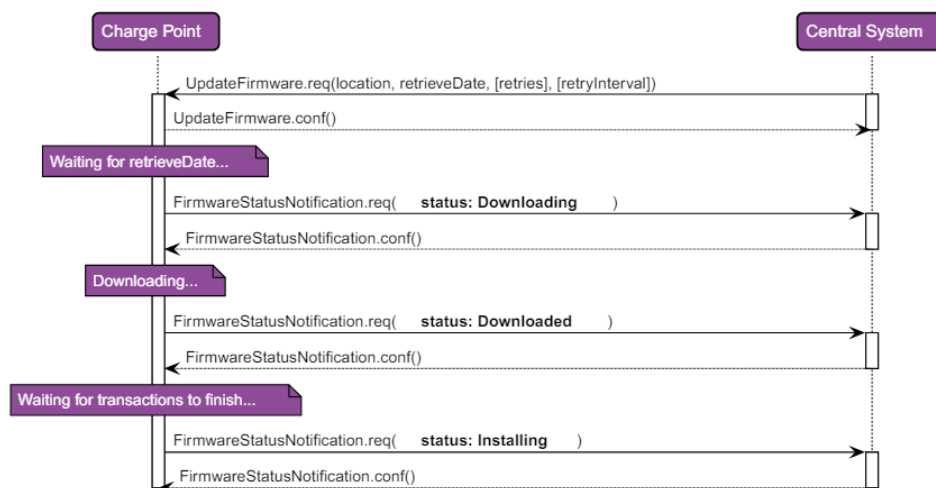 Charge Point
Central System
UpdateFirmware.req(location, retrieveDate, [retries], [retryInterval])
UpdateFirmware.conf()
Waiting for retrieveDate...
FirmwareStatusNotification.req( status: Downloading )
FirmwareStatusNotification.conf()
Downloading...
FirmwareStatusNotification.req( status: Downloaded )
FirmwareStatusNotification.conf()
Waiting for transactions to finish...
FirmwareStatusNotification.req( status: Installing )
FirmwareStatusNotification.conf()